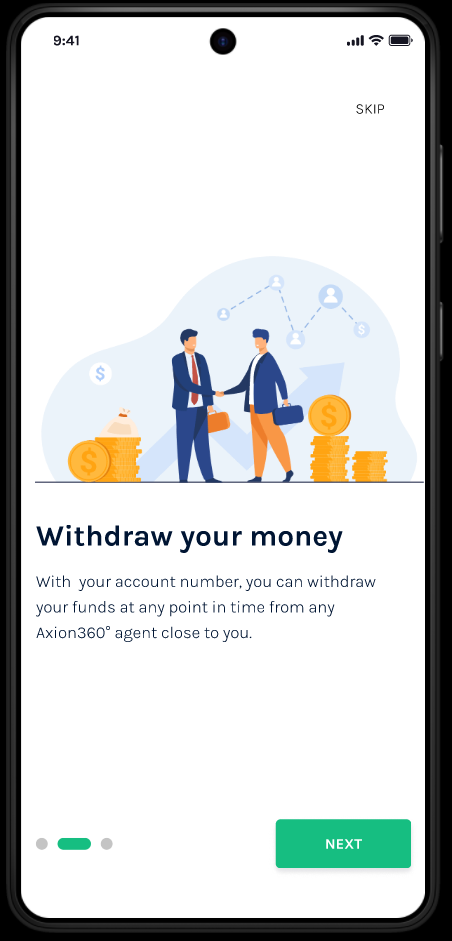 9:41
SKIP
$
$
$
$
Withdraw your money
With  your account number, you can withdraw
your funds at any point in time from any
Axion360° agent close to you.
NEXT